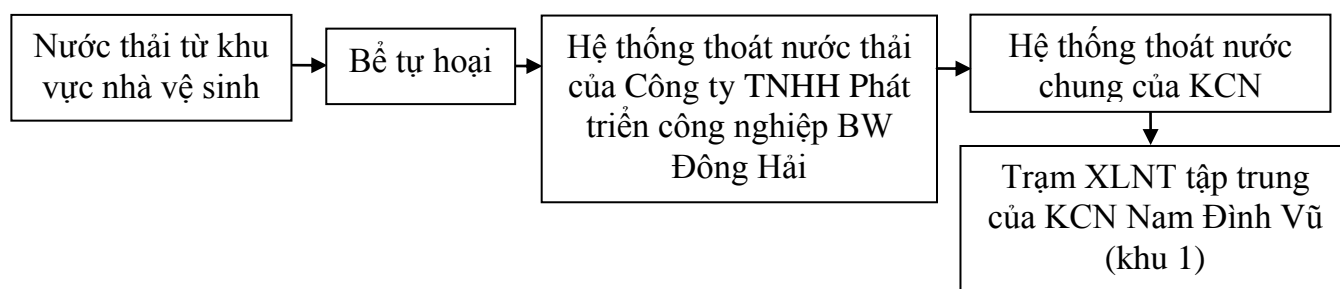 Nước thải từ khu
vực nhà vệ sinh
Bể tự hoại
Hệ thống thoát nước thải
của Công ty TNHH Phát
triển công nghiệp BW
Đông Hải
Hệ thống thoát nước
chung của KCN
Trạm XLNT tập trung
của KCN Nam Đình Vũ
(khu 1)